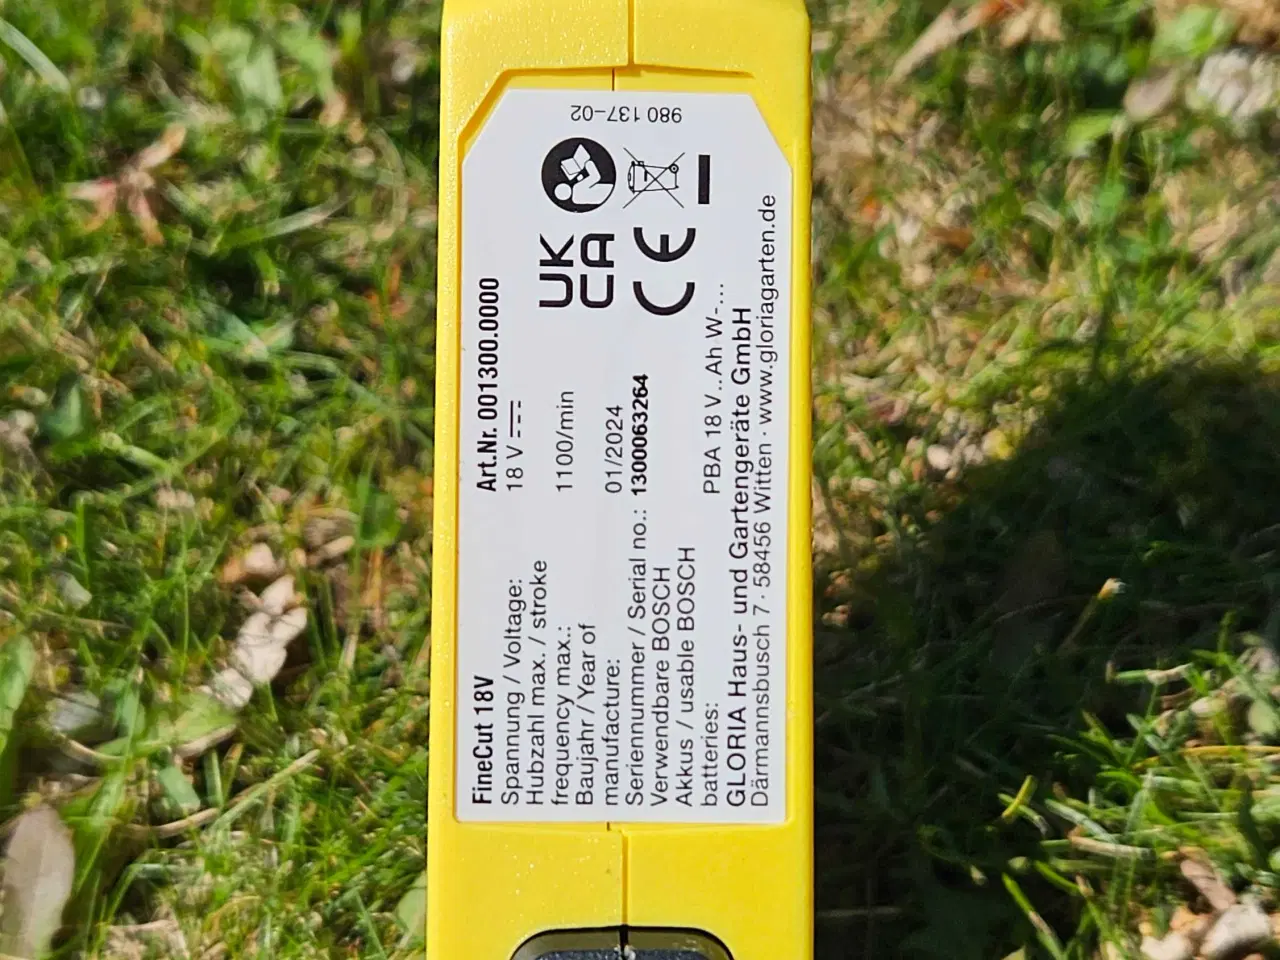 FineCut 18V Art.Nr. 001300.0000
Spannung / Voltage: 18 V
Hubzahl max. / stroke
frequency max.: 1100/min
Baujahr / Year of
manufacture: 01/2024
Seriennummer / Serial no.: 1300063264
Verwendbare BOSCH
Akkus / usable BOSCH
batteries: PBA 18 V...Ah W-...
GLORIA Haus- und Gartengeräte GmbH
Därmannsbusch 7 · 58456 Witten · www.gloriagarten.de
UK
CA
CE
980 137-02